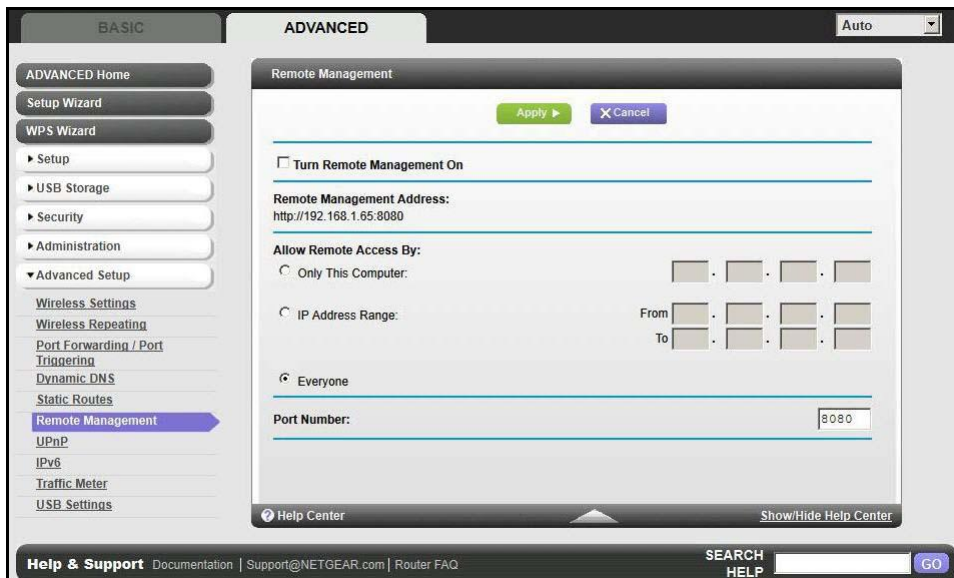 BASIC
ADVANCED
Auto
ADVANCED Home
Setup Wizard
WPS Wizard
Setup
USB Storage
Security
Administration
Advanced Setup
Wireless Settings
Wireless Repeating
Port Forwarding / Port
Triggering
Dynamic DNS
Static Routes
Remote Management
UPnP
IPv6
Traffic Meter
USB Settings
Remote Management
Apply
X Cancel
Turn Remote Management On
Remote Management Address:
http://192.168.1.65:8080
Allow Remote Access By:
Only This Computer:
. . .
IP Address Range:
From . . .
To . . .
Everyone
Port Number:
8080
? Help Center
Show/Hide Help Center
Help & Support Documentation | Support@NETGEAR.com | Router FAQ
SEARCH
HELP
GO